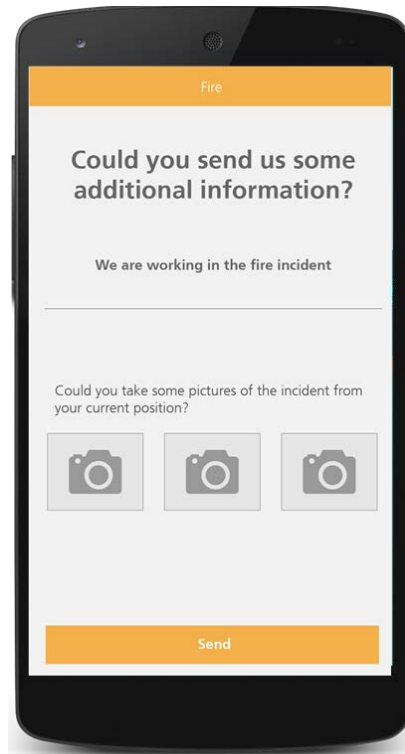 Fire
Could you send us some
additional information?
We are working in the fire incident
Could you take some pictures of the incident from
your current position?
Send